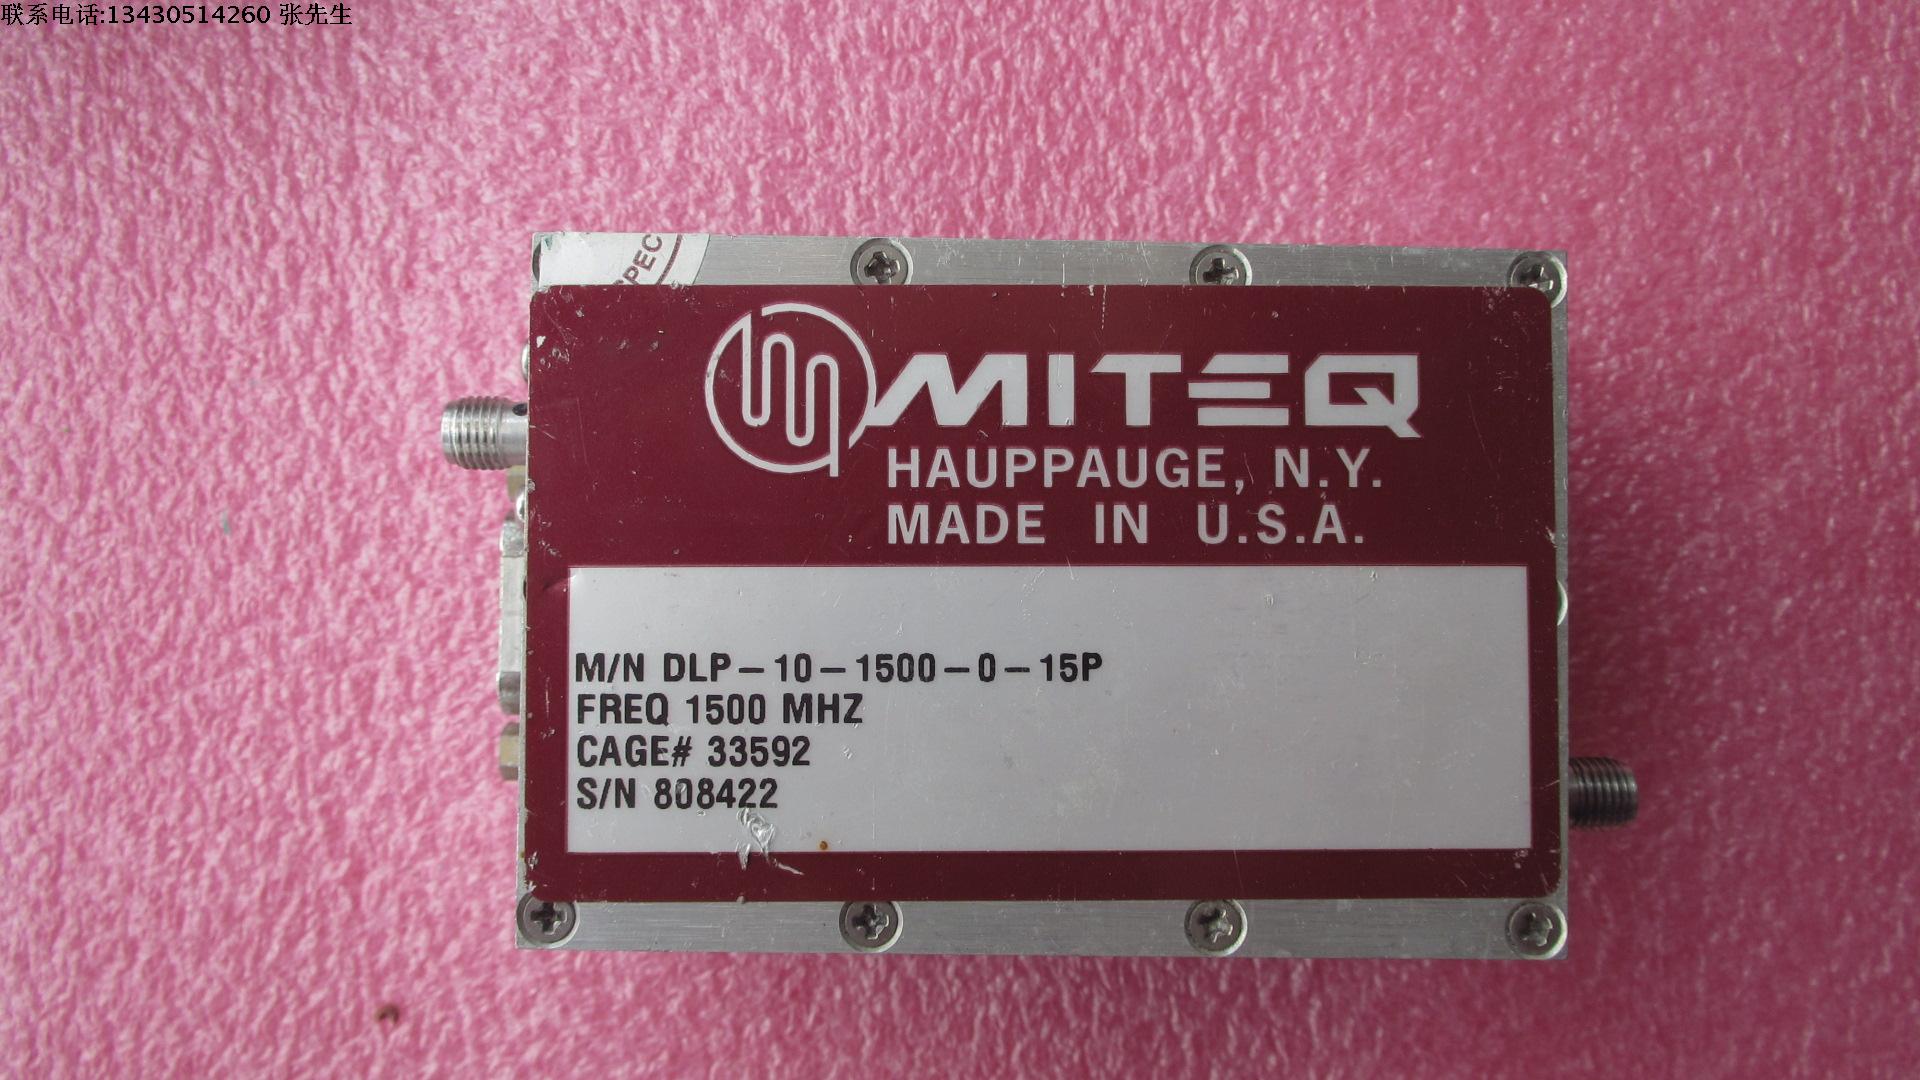 联系电话:13430514260 张先生
PEC
MITEQ
HAUPPAUGE, N.Y.
MADE IN U.S.A.
M/N DLP-10-1500-0-15P
FREQ 1500 MHZ
CAGE# 33592
S/N 808422